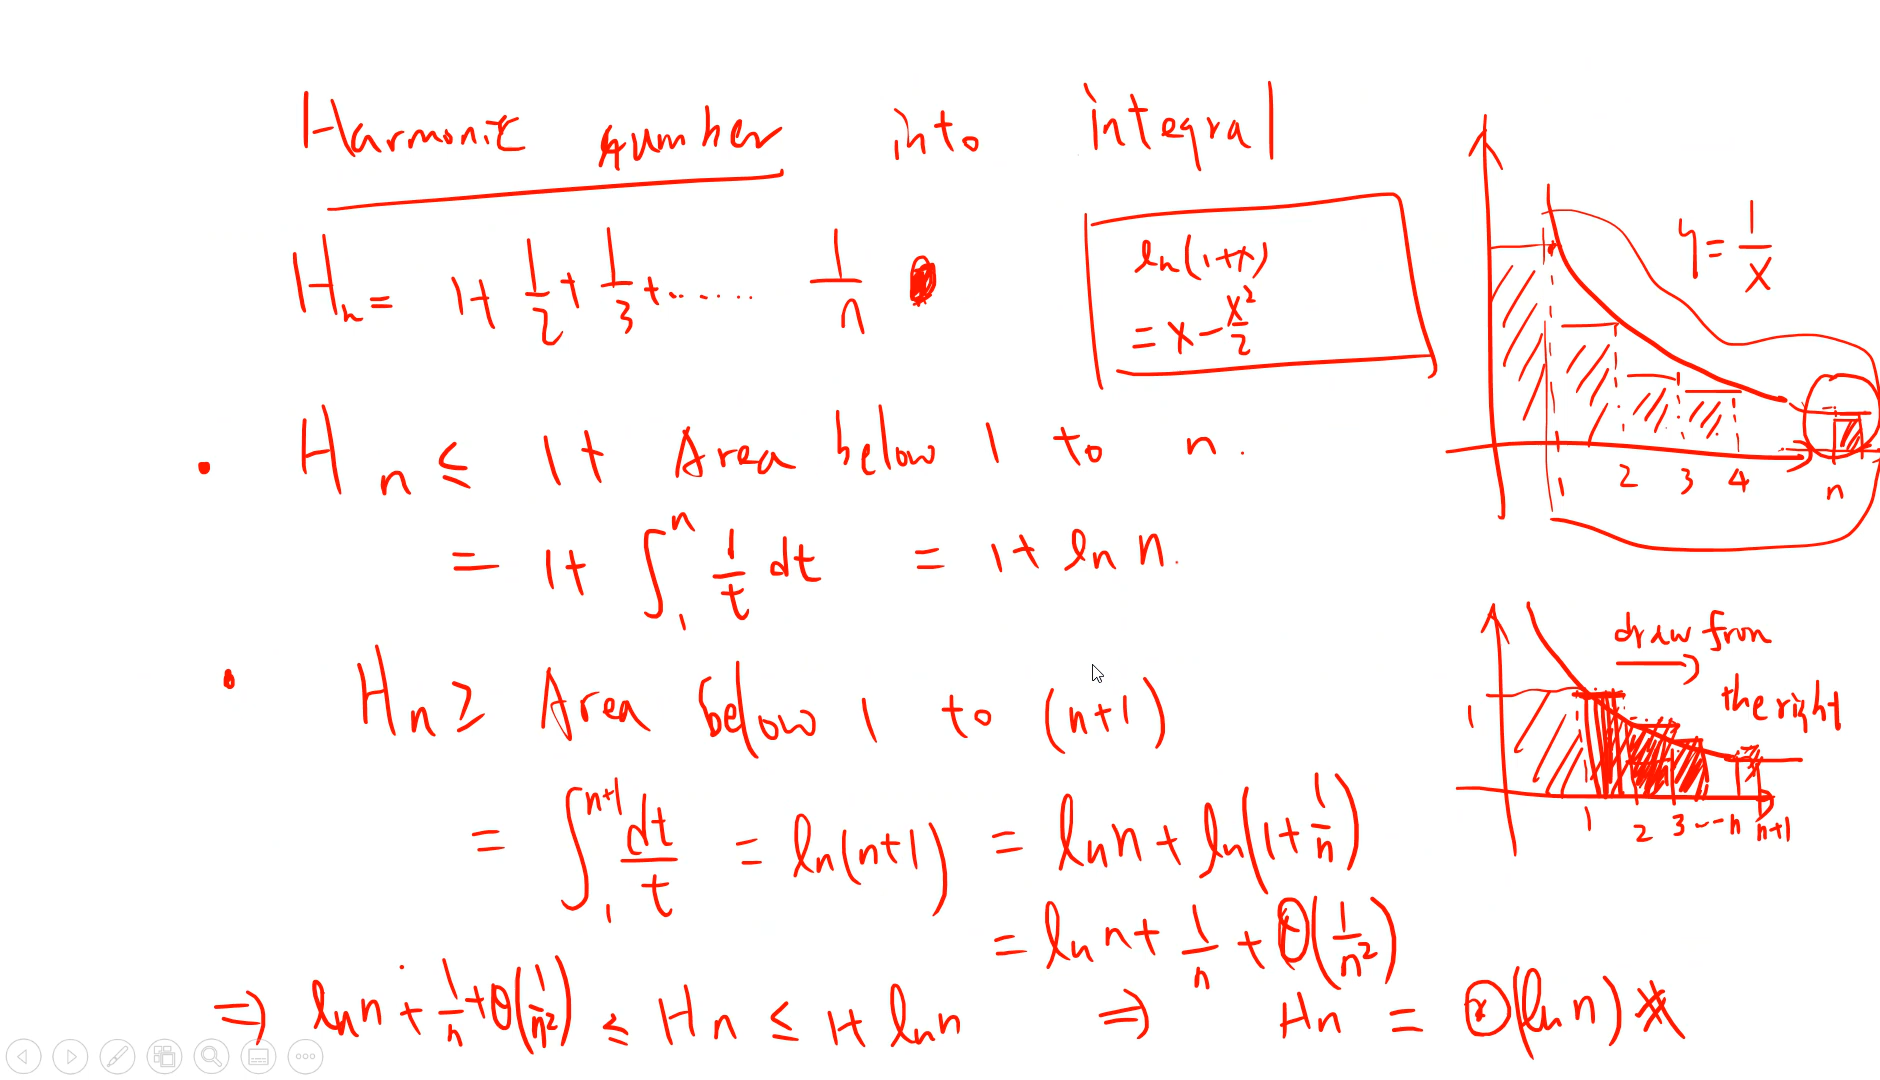 Harmonic number into integral
H_n = 1 + 1/2 + 1/3 + ....... 1/n
ln(1+x)
= x - x²/2
y = 1/x
1 2 3 4 n
• H_n ≤ 1 + Area below 1 to n.
= 1 + ∫_1^n 1/t dt = 1 + ln n.
draw from
the right
1
1 2 3 --- n n+1
• H_n ≥ Area below 1 to (n+1)
= ∫_1^{n+1} dt/t = ln(n+1) = ln n + ln(1 + 1/n)
= ln n + 1/n + Θ(1/n²)
⇒ ln n + 1/n + Θ(1/n²) ≤ H_n ≤ 1 + ln n ⇒ H_n = Θ(ln n) #